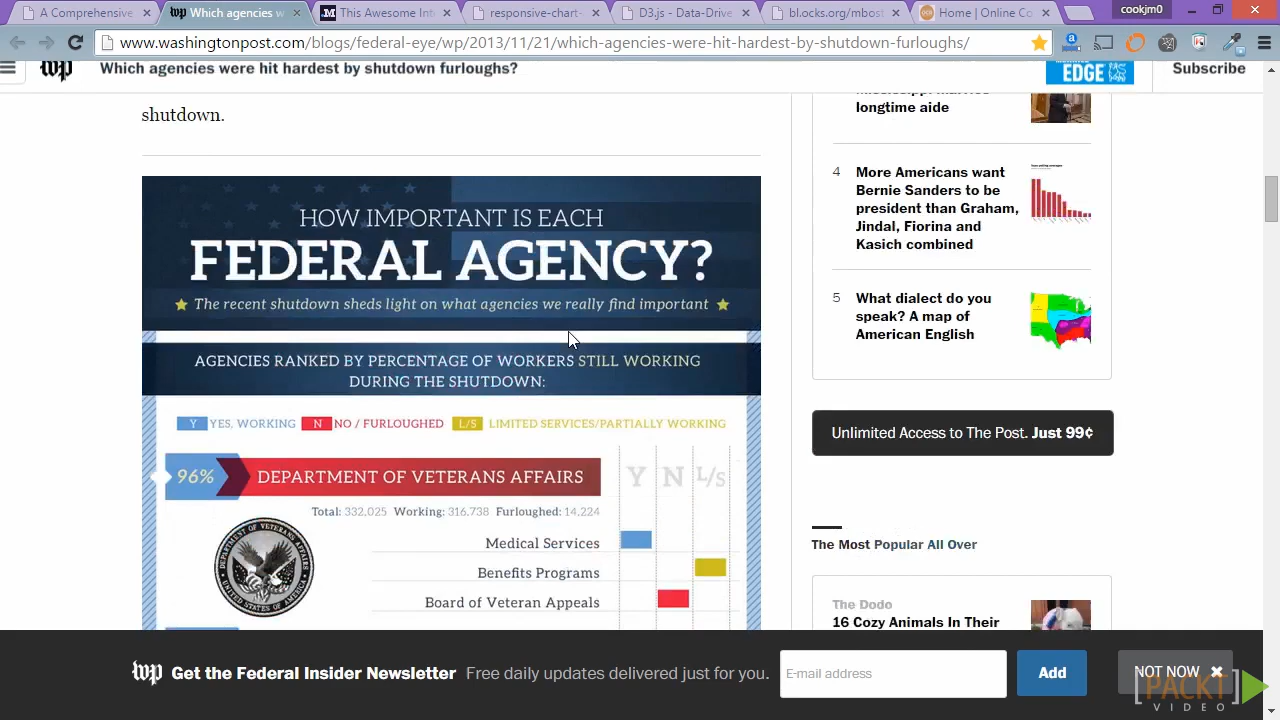 A Comprehensive
Which agencies w
This Awesome Int
responsive-chart-
D3.js - Data-Drive
bl.ocks.org/mbost
Home | Online Co
cookjm0
www.washingtonpost.com/blogs/federal-eye/wp/2013/11/21/which-agencies-were-hit-hardest-by-shutdown-furloughs/
wp
Which agencies were hit hardest by shutdown furloughs?
EDGE
Subscribe
shutdown.
HOW IMPORTANT IS EACH
FEDERAL AGENCY?
The recent shutdown sheds light on what agencies we really find important
AGENCIES RANKED BY PERCENTAGE OF WORKERS STILL WORKING
DURING THE SHUTDOWN:
Y YES, WORKING N NO / FURLOUGHED L/S LIMITED SERVICES/PARTIALLY WORKING
96% DEPARTMENT OF VETERANS AFFAIRS Y N L/S
Total: 332,025 Working: 316,738 Furloughed: 14,224
Medical Services
Benefits Programs
Board of Veteran Appeals
longtime aide
4 More Americans want
Bernie Sanders to be
president than Graham,
Jindal, Fiorina and
Kasich combined
5 What dialect do you
speak? A map of
American English
Unlimited Access to The Post. Just 99¢
The Most Popular All Over
The Dodo
16 Cozy Animals In Their
wp Get the Federal Insider Newsletter Free daily updates delivered just for you. E-mail address Add NOT NOW ✖
[PACKT]
VIDEO